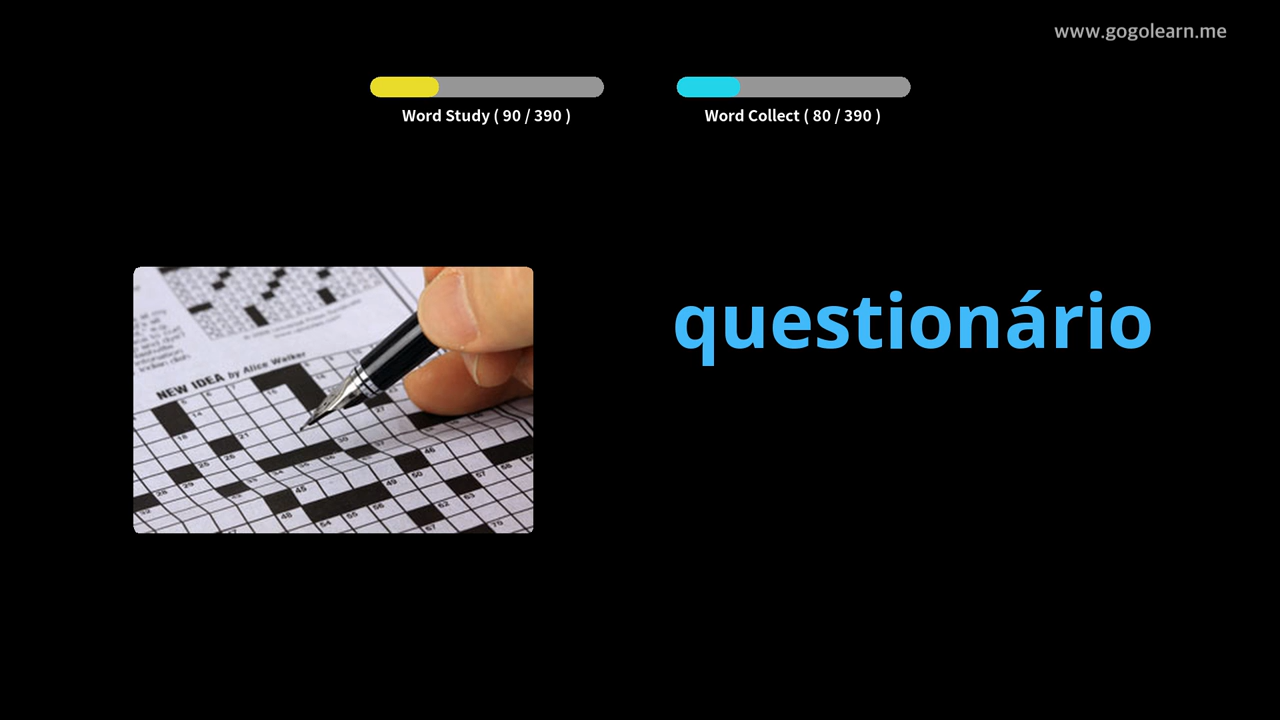 www.gogolearn.me
Word Study ( 90 / 390 )
Word Collect ( 80 / 390 )
questionário
NEW IDEA by Alice Walker